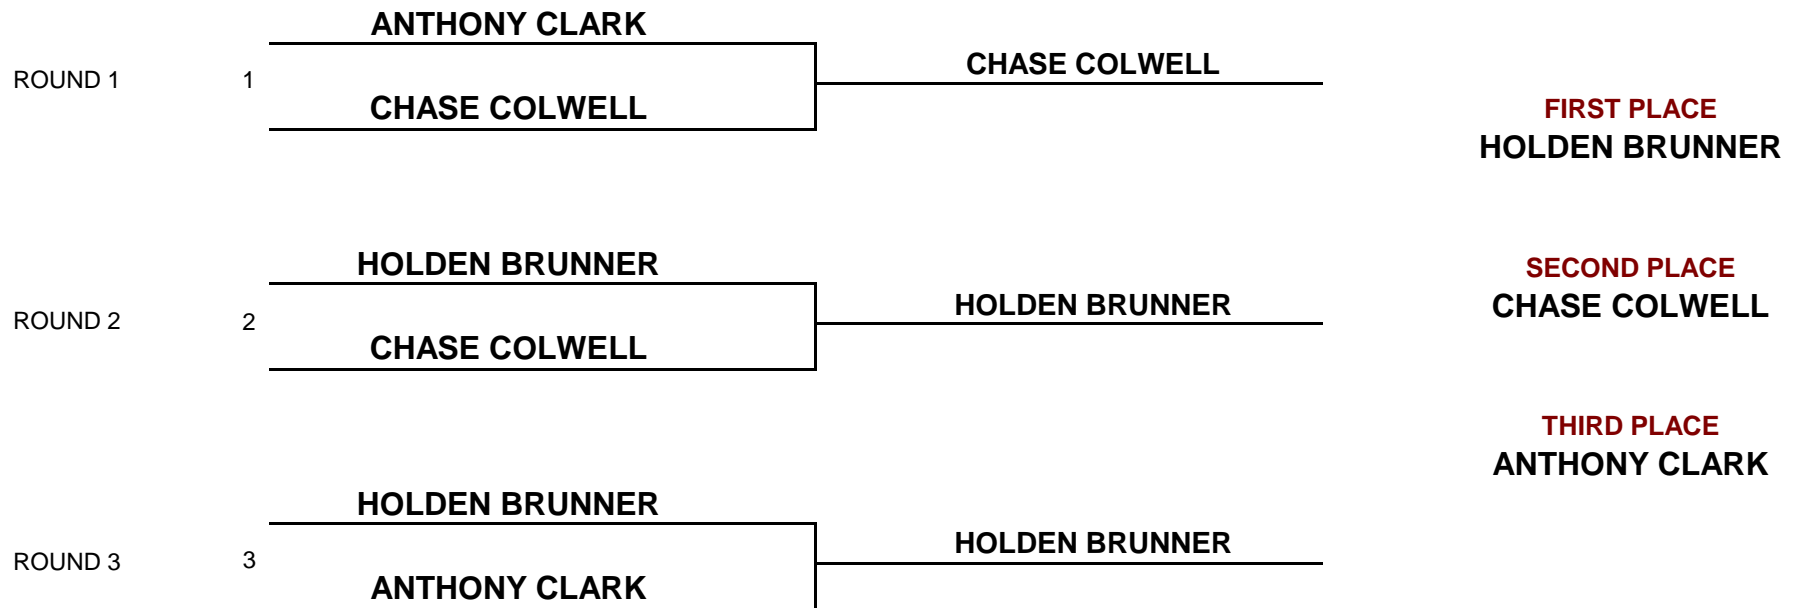 ANTHONY CLARK
ROUND 1
1
CHASE COLWELL
CHASE COLWELL
FIRST PLACE
HOLDEN BRUNNER
HOLDEN BRUNNER
ROUND 2
2
HOLDEN BRUNNER
CHASE COLWELL
SECOND PLACE
CHASE COLWELL
THIRD PLACE
ANTHONY CLARK
HOLDEN BRUNNER
ROUND 3
3
HOLDEN BRUNNER
ANTHONY CLARK